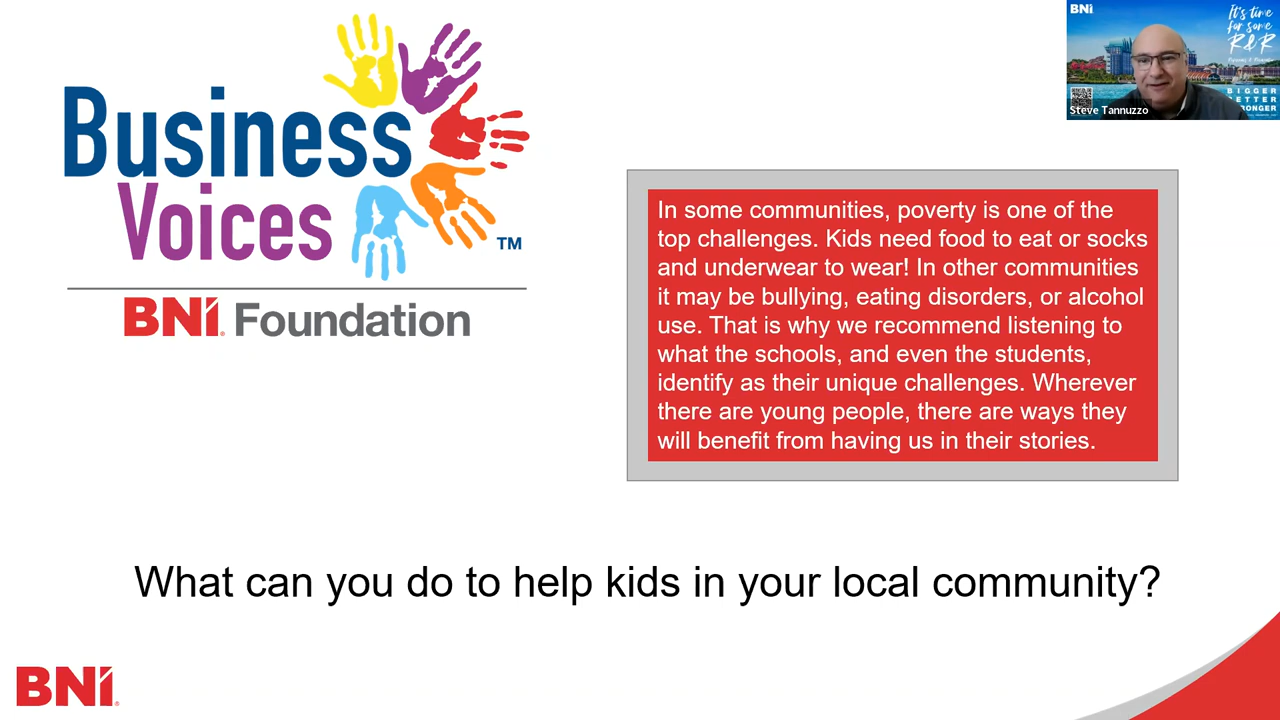 Business
Voices
TM
BNI® Foundation
BNI
It's time
for some
R&R
BIGGER
Steve Tannuzzo
In some communities, poverty is one of the
top challenges. Kids need food to eat or socks
and underwear to wear! In other communities
it may be bullying, eating disorders, or alcohol
use. That is why we recommend listening to
what the schools, and even the students,
identify as their unique challenges. Wherever
there are young people, there are ways they
will benefit from having us in their stories.
What can you do to help kids in your local community?
BNI®